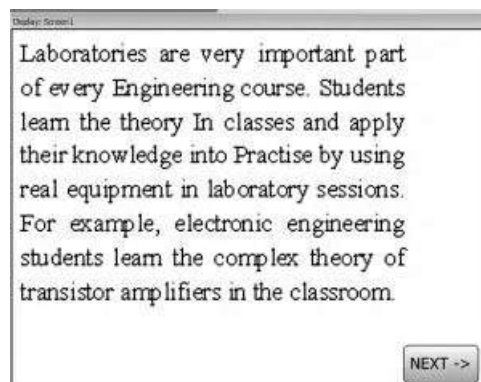 Display: Screen1
Laboratories are very important part
of every Engineering course. Students
learn the theory In classes and apply
their knowledge into Practise by using
real equipment in laboratory sessions.
For example, electronic engineering
students learn the complex theory of
transistor amplifiers in the classroom.
NEXT ->